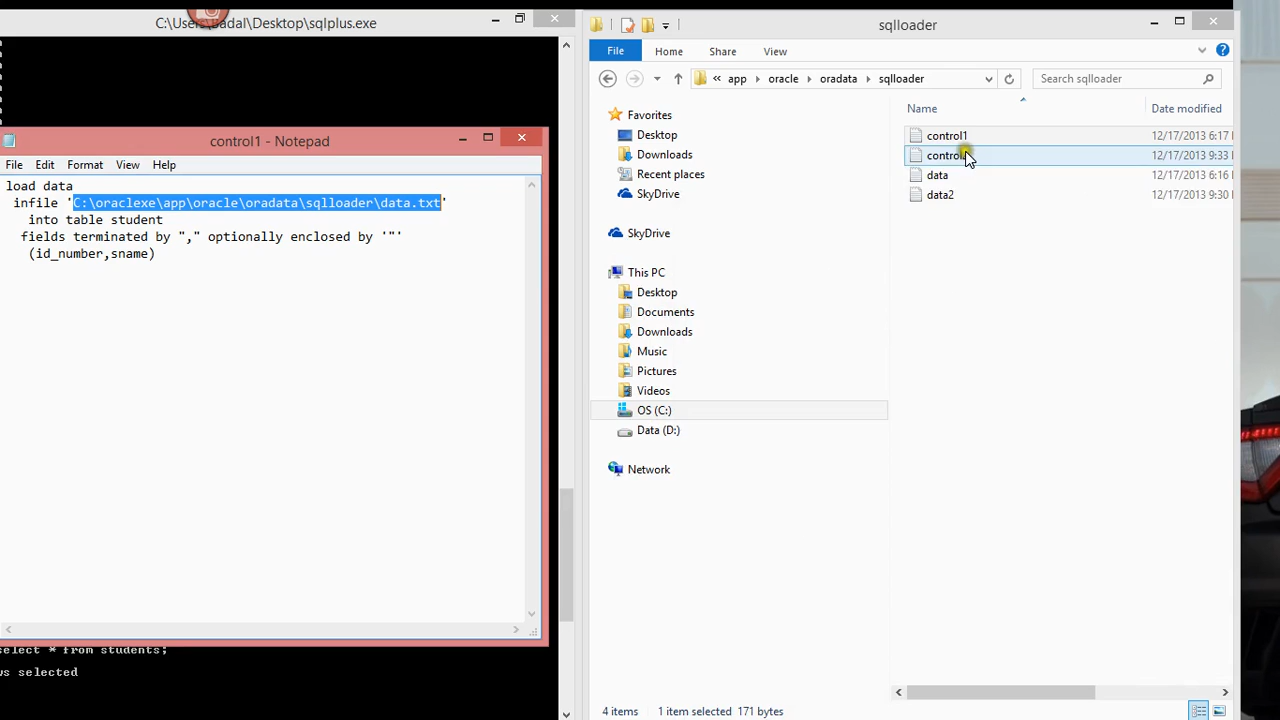 C:\Users\Badal\Desktop\sqlplus.exe
control1 - Notepad
File Edit Format View Help
load data
infile 'C:\oraclexe\app\oracle\oradata\sqlloader\data.txt'
into table student
fields terminated by "," optionally enclosed by '"'
(id_number,sname)
select * from students;
ws selected
sqlloader
File Home Share View
app oracle oradata sqlloader
Search sqlloader
Favorites
Desktop
Downloads
Recent places
SkyDrive
SkyDrive
This PC
Desktop
Documents
Downloads
Music
Pictures
Videos
OS (C:)
Data (D:)
Network
Name Date modified
control1 12/17/2013 6:17
12/17/2013 9:33
data 12/17/2013 6:16
data2 12/17/2013 9:30
4 items 1 item selected 171 bytes